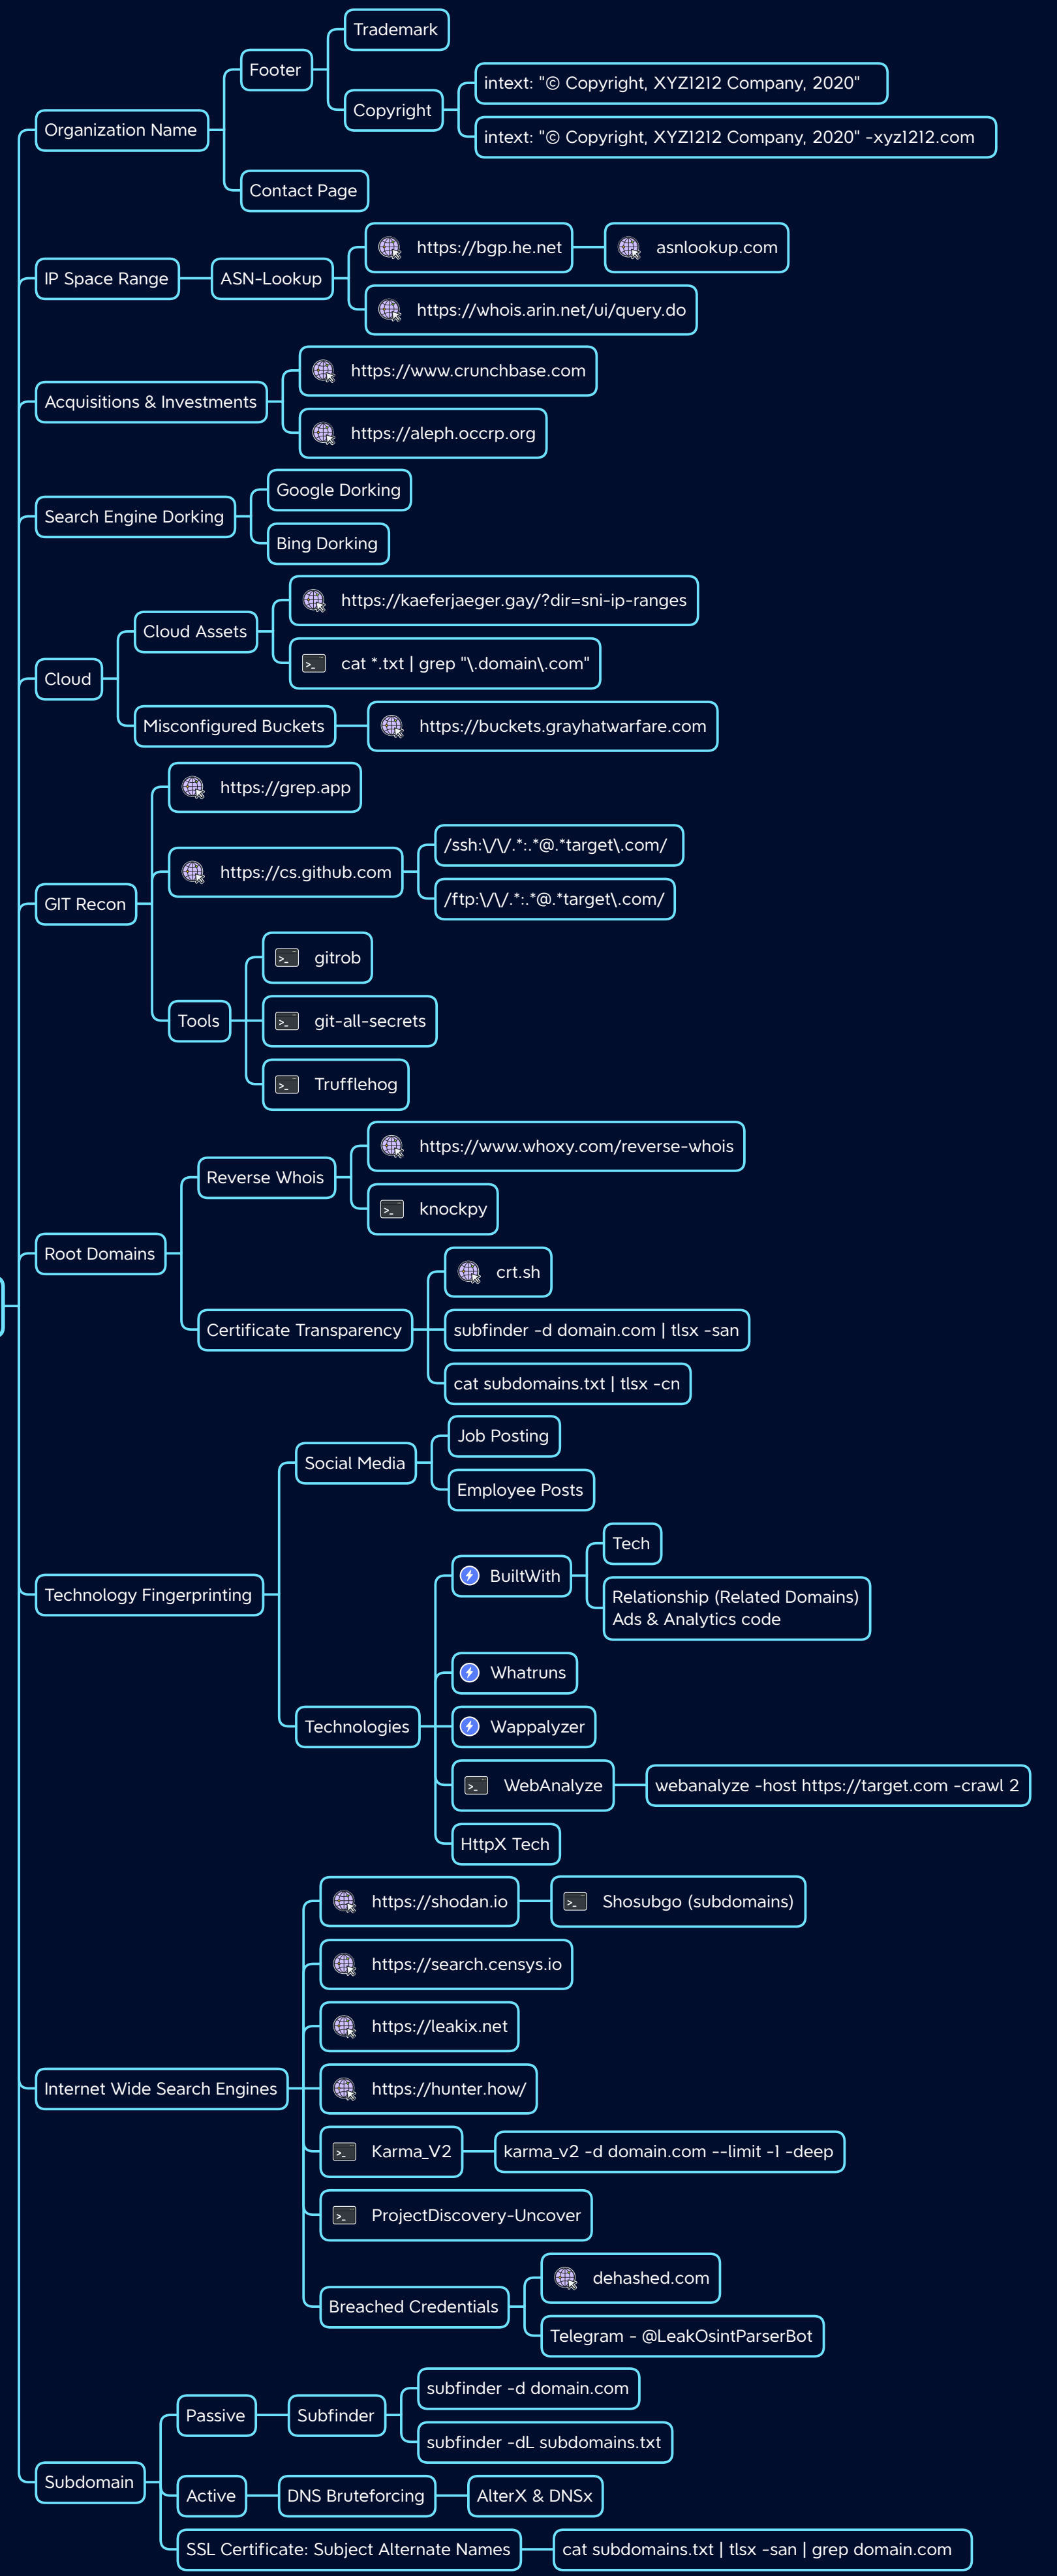 Trademark
Footer
intext: "© Copyright, XYZ1212 Company, 2020"
Copyright
Organization Name
intext: "© Copyright, XYZ1212 Company, 2020" -xyz1212.com
Contact Page
https://bgp.he.net
asnlookup.com
IP Space Range
ASN-Lookup
https://whois.arin.net/ui/query.do
https://www.crunchbase.com
Acquisitions & Investments
https://aleph.occrp.org
Google Dorking
Search Engine Dorking
Bing Dorking
https://kaeferjaeger.gay/?dir=sni-ip-ranges
Cloud Assets
cat *.txt | grep "\.domain\.com"
Cloud
Misconfigured Buckets
https://buckets.grayhatwarfare.com
https://grep.app
/ssh:\/\/.*:.*@.*target\.com/
https://cs.github.com
/ftp:\/\/.*:.*@.*target\.com/
GIT Recon
gitrob
Tools
git-all-secrets
Trufflehog
https://www.whoxy.com/reverse-whois
Reverse Whois
knockpy
Root Domains
crt.sh
Certificate Transparency
subfinder -d domain.com | tlsx -san
cat subdomains.txt | tlsx -cn
Job Posting
Social Media
Employee Posts
Tech
BuiltWith
Relationship (Related Domains)
Ads & Analytics code
Technology Fingerprinting
Whatruns
Technologies
Wappalyzer
WebAnalyze
webanalyze -host https://target.com -crawl 2
HttpX Tech
https://shodan.io
Shosubgo (subdomains)
https://search.censys.io
https://leakix.net
Internet Wide Search Engines
https://hunter.how/
Karma_V2
karma_v2 -d domain.com --limit -1 -deep
ProjectDiscovery-Uncover
dehashed.com
Breached Credentials
Telegram - @LeakOsintParserBot
subfinder -d domain.com
Passive
Subfinder
subfinder -dL subdomains.txt
Subdomain
Active
DNS Bruteforcing
AlterX & DNSx
SSL Certificate: Subject Alternate Names
cat subdomains.txt | tlsx -san | grep domain.com